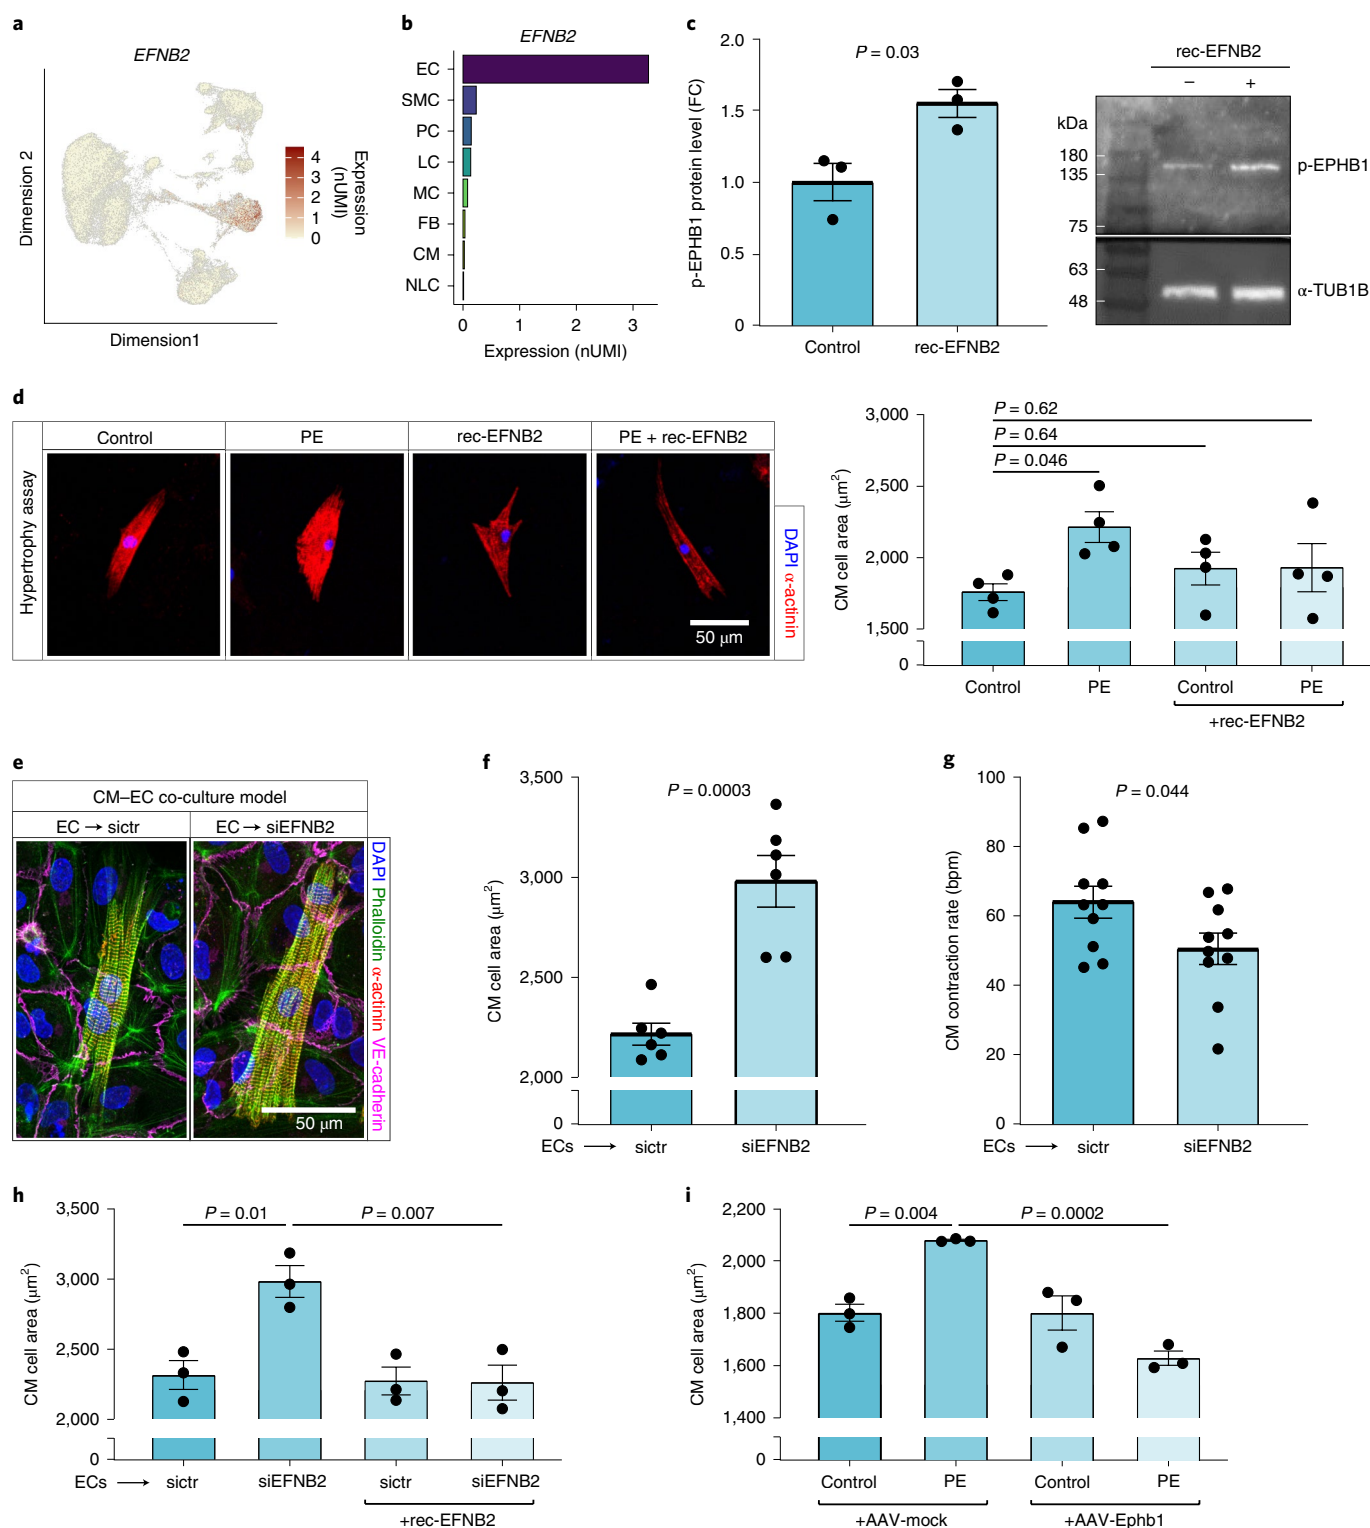 a
EFNB2
Dimension 2
Dimension1
4
3
2
1
0
Expression
(nUMI)
b
EFNB2
EC
SMC
PC
LC
MC
FB
CM
NLC
0 1 2 3
Expression (nUMI)
c
p-EPHB1 protein level (FC)
2.0
1.5
1.0
0.5
0
P = 0.03
Control rec-EFNB2
rec-EFNB2
– +
kDa
180
135
75
63
48
p-EPHB1
α-TUB1B
d
Hypertrophy assay
Control PE rec-EFNB2 PE + rec-EFNB2
50 μm
DAPI α-actinin
CM cell area (μm²)
3,000
2,500
2,000
1,500
0
P = 0.62
P = 0.64
P = 0.046
Control PE Control PE
+rec-EFNB2
e
CM–EC co-culture model
EC → sictr EC → siEFNB2
50 μm
DAPI Phalloidin α-actinin VE-cadherin
f
CM cell area (μm²)
3,500
3,000
2,500
2,000
0
P = 0.0003
ECs → sictr siEFNB2
g
CM contraction rate (bpm)
100
80
60
40
20
0
P = 0.044
sictr siEFNB2
h
CM cell area (μm²)
3,500
3,000
2,500
2,000
0
P = 0.01 P = 0.007
ECs → sictr siEFNB2 sictr siEFNB2
+rec-EFNB2
i
CM cell area (μm²)
2,200
2,000
1,800
1,600
1,400
0
P = 0.004 P = 0.0002
Control PE Control PE
+AAV-mock +AAV-Ephb1